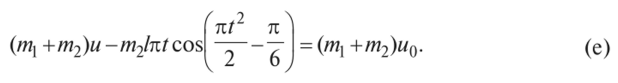 (m₁+m₂)u−m₂lπt cos(πt²/2 − π/6)=(m₁+m₂)u₀. (e)